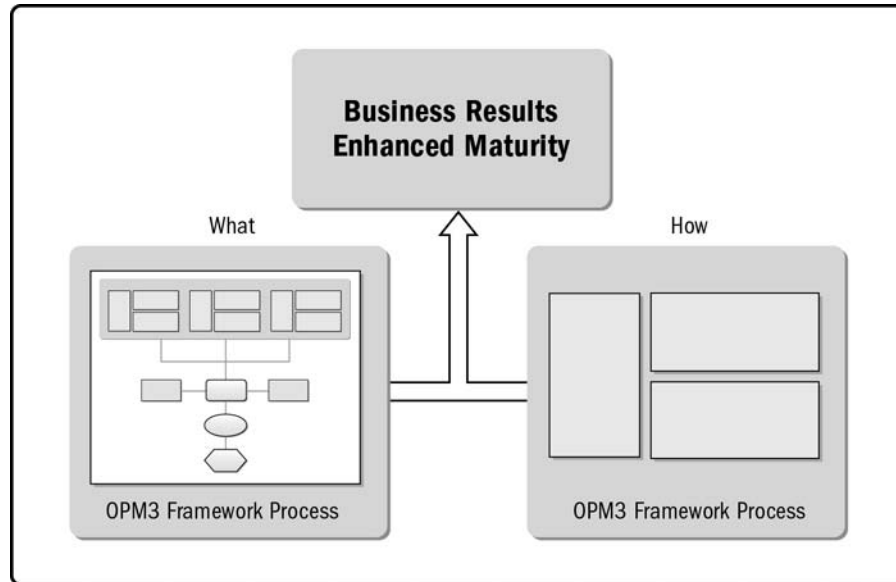 Business Results
Enhanced Maturity
What
How
OPM3 Framework Process
OPM3 Framework Process